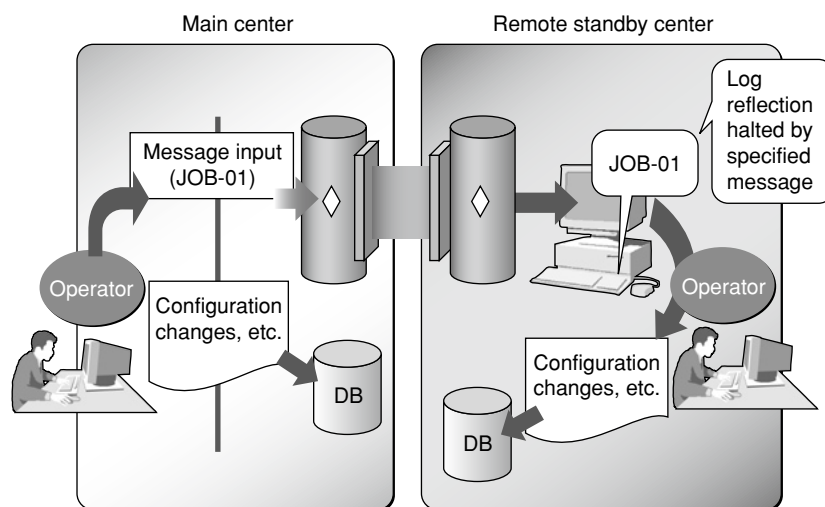 Main center
Remote standby center
Message input
(JOB-01)
Operator
Configuration
changes, etc.
DB
JOB-01
Log
reflection
halted by
specified
message
Operator
Configuration
changes, etc.
DB